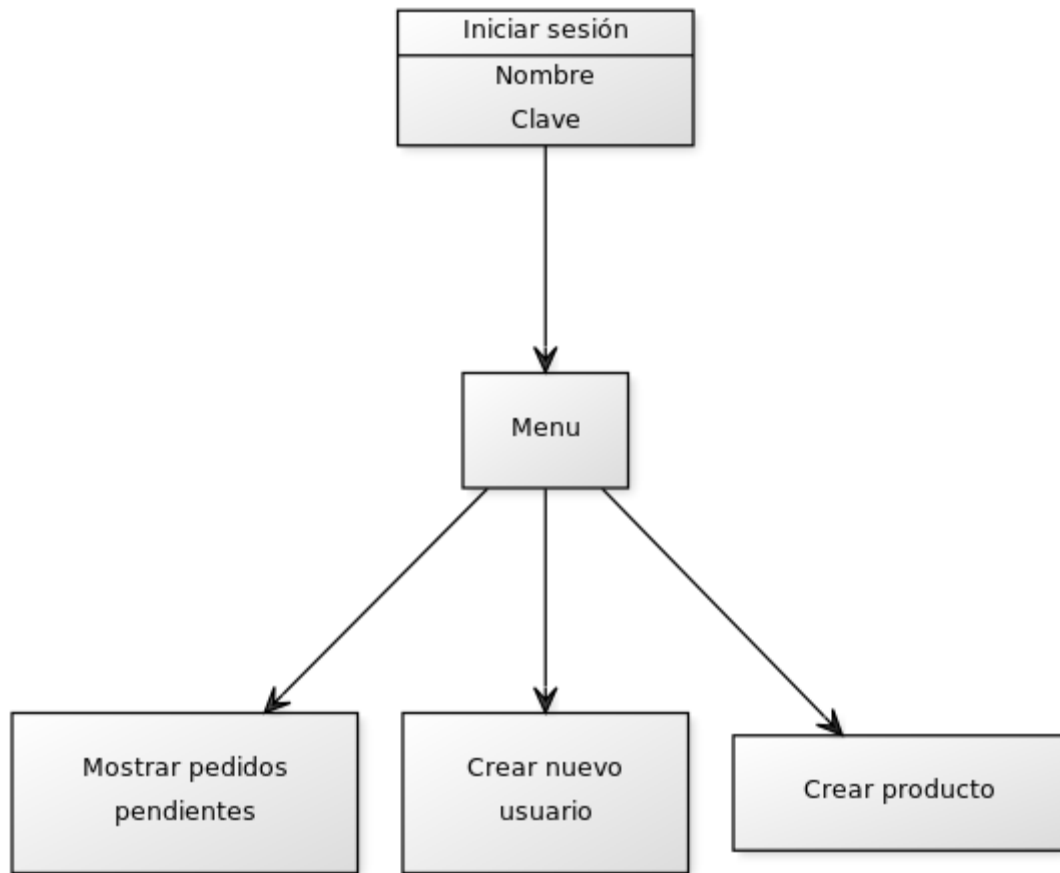 Iniciar sesión
Nombre
Clave
Menu
Mostrar pedidos
pendientes
Crear nuevo
usuario
Crear producto